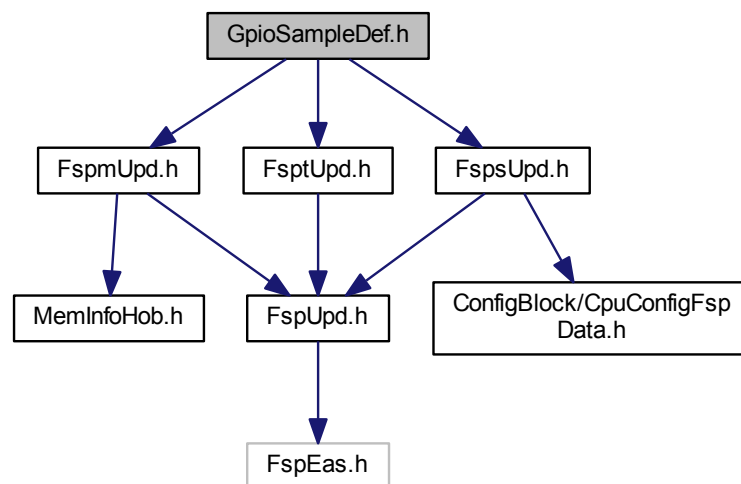 GpioSampleDef.h
FspmUpd.h
FsptUpd.h
FspsUpd.h
MemInfoHob.h
FspUpd.h
ConfigBlock/CpuConfigFsp
Data.h
FspEas.h